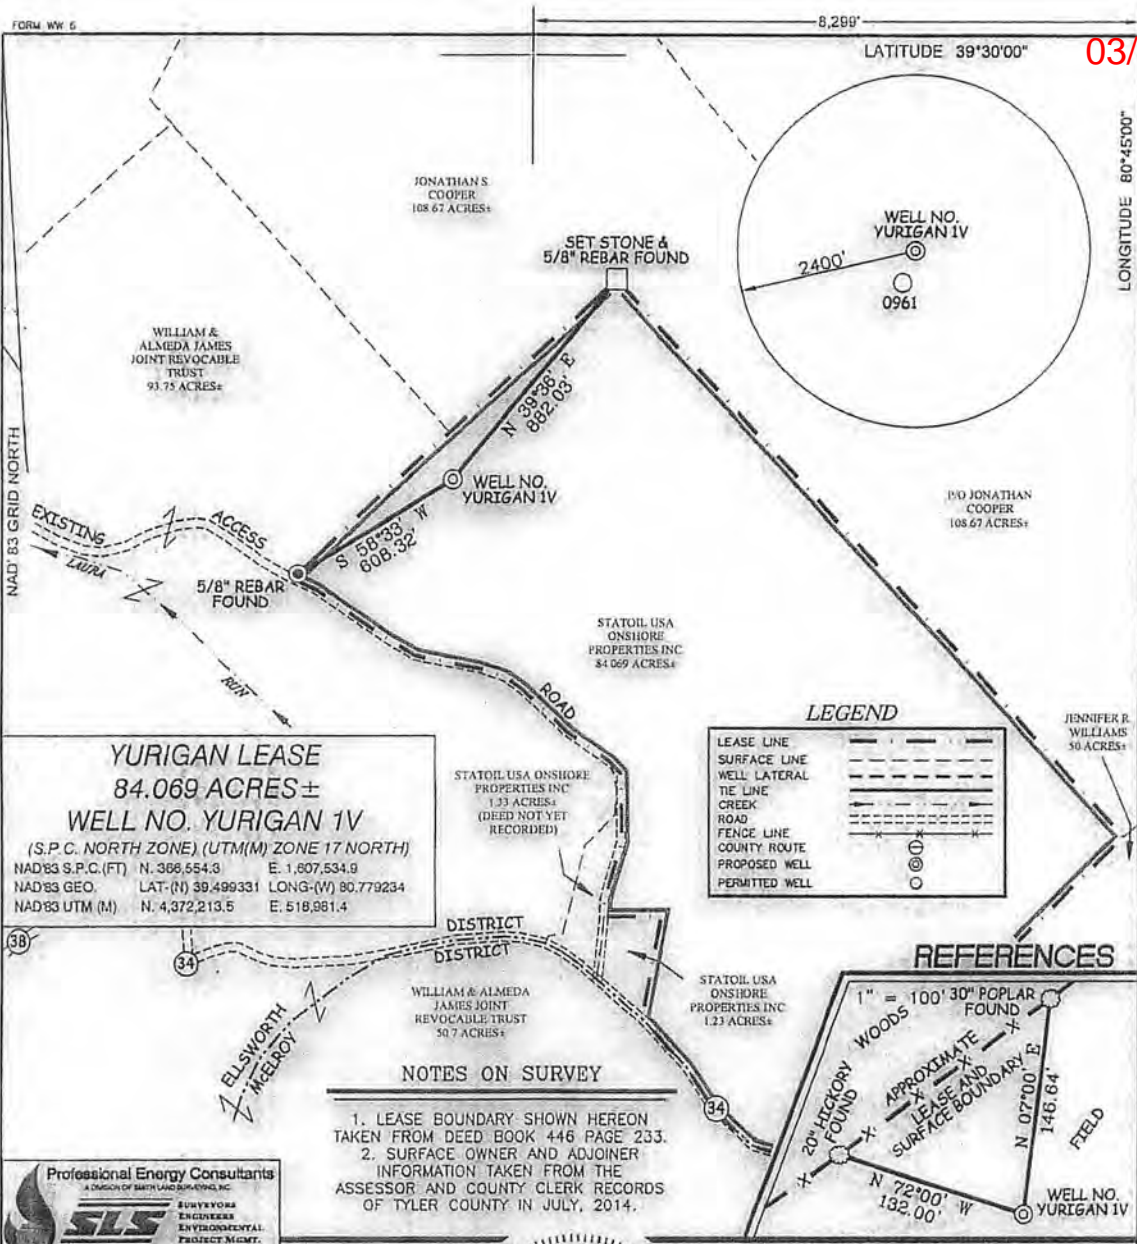 FORM WW 6
8,299'
LATITUDE 39°30'00"
03/
LONGITUDE 80°45'00"
JONATHAN S.
COOPER
108.67 ACRES±
SET STONE &
5/8" REBAR FOUND
WELL NO.
YURIGAN 1V
2400'
0961
WILLIAM &
ALMEDA JAMES
JOINT REVOCABLE
TRUST
93.75 ACRES±
N 39°36' E
882.03'
NAD'83 GRID NORTH
WELL NO.
YURIGAN 1V
P/O JONATHAN
COOPER
108.67 ACRES±
EXISTING ACCESS
S 58°33' W
608.32'
LAURA
5/8" REBAR
FOUND
STATOIL USA
ONSHORE
PROPERTIES INC
84.069 ACRES±
RUN
ROAD
LEGEND
LEASE LINE
SURFACE LINE
WELL LATERAL
TIE LINE
CREEK
ROAD
FENCE LINE
COUNTY ROUTE
PROPOSED WELL
PERMITTED WELL
JENNIFER R.
WILLIAMS
50 ACRES±
YURIGAN LEASE
84.069 ACRES±
WELL NO. YURIGAN 1V
(S.P.C. NORTH ZONE) (UTM(M) ZONE 17 NORTH)
NAD'83 S.P.C.(FT) N. 366,554.3 E. 1,607,534.9
NAD'83 GEO. LAT-(N) 39.499331 LONG-(W) 80.779234
NAD'83 UTM (M) N. 4,372,213.5 E. 518,981.4
STATOIL USA ONSHORE
PROPERTIES INC
1.33 ACRES±
(DEED NOT YET
RECORDED)
38
34
DISTRICT
DISTRICT
ELLSWORTH
McELROY
WILLIAM & ALMEDA
JAMES JOINT
REVOCABLE TRUST
50.7 ACRES±
STATOIL USA
ONSHORE
PROPERTIES INC
1.23 ACRES±
34
REFERENCES
1" = 100'
30" POPLAR
FOUND
WOODS
APPROXIMATE
LEASE AND
SURFACE BOUNDARY
20" HICKORY
FOUND
N 07°00' E
146.64'
FIELD
N 72°00' W
132.00'
WELL NO.
YURIGAN 1V
NOTES ON SURVEY
1. LEASE BOUNDARY SHOWN HEREON
TAKEN FROM DEED BOOK 446 PAGE 233.
2. SURFACE OWNER AND ADJOINER
INFORMATION TAKEN FROM THE
ASSESSOR AND COUNTY CLERK RECORDS
OF TYLER COUNTY IN JULY, 2014.
Professional Energy Consultants
A DIVISION OF SMITH LAND SURVEYING, INC.
SLS
SURVEYORS
ENGINEERS
ENVIRONMENTAL
PROJECT MGMT.